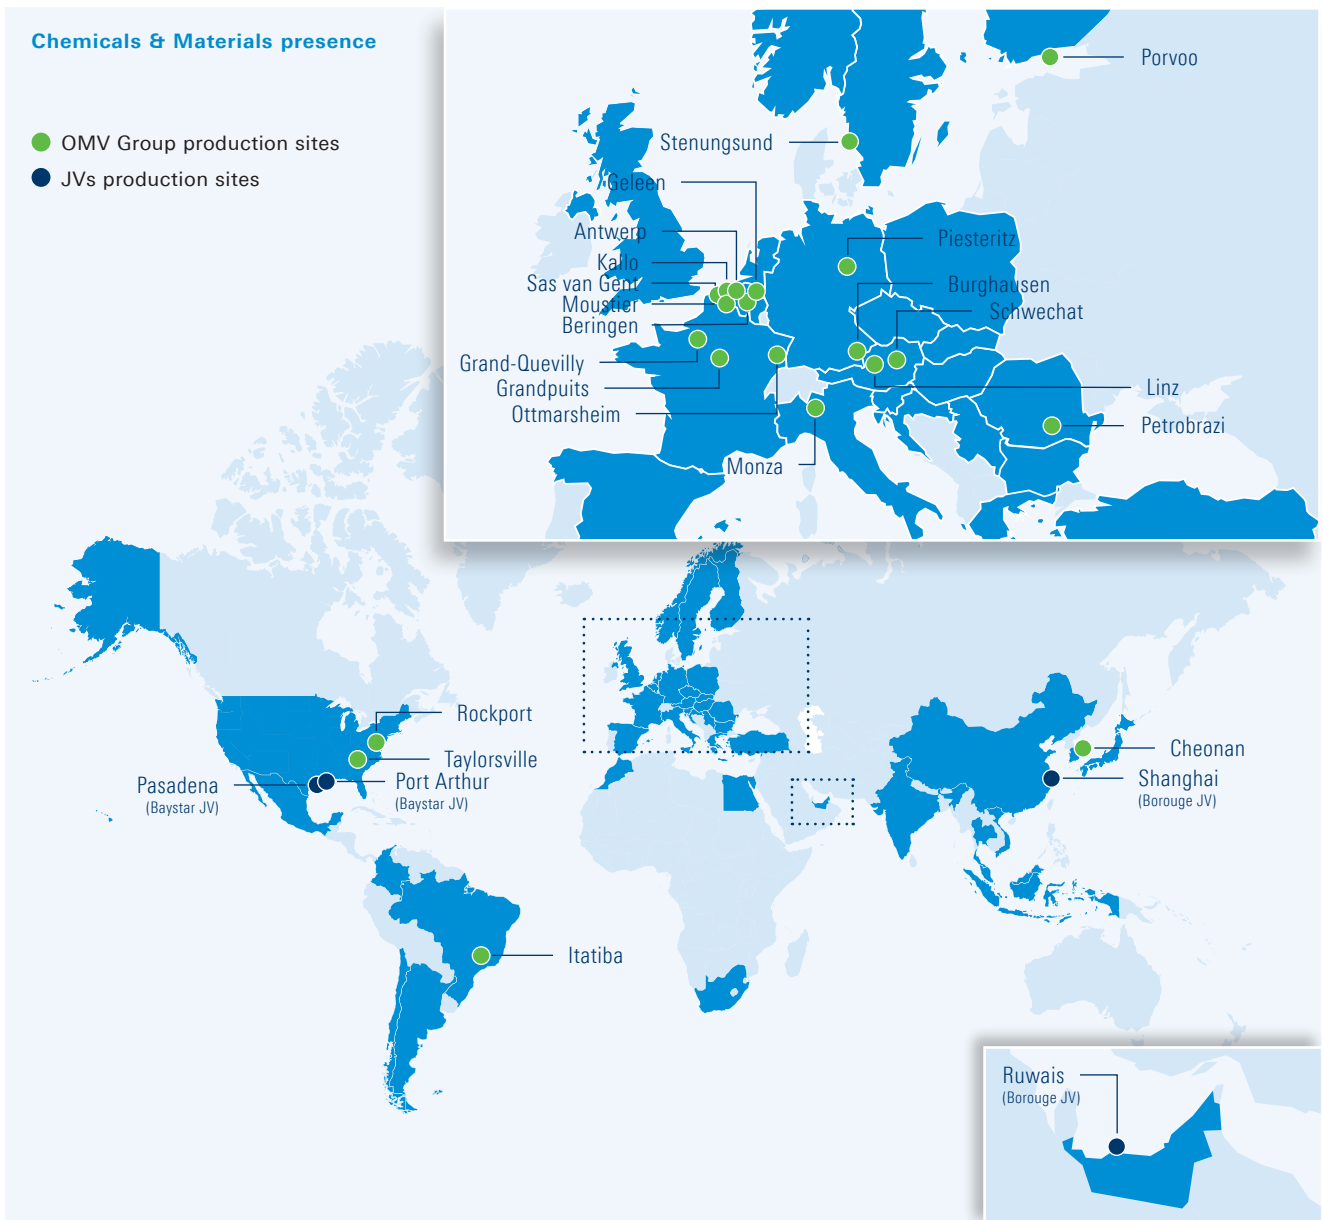 Chemicals & Materials presence
OMV Group production sites
JVs production sites
Porvoo
Stenungsund
Geleen
Antwerp
Kallo
Sas van Gent
Moustier
Beringen
Piesteritz
Burghausen
Schwechat
Grand-Quevilly
Grandpuits
Ottmarsheim
Linz
Petrobrazi
Monza
Rockport
Taylorsville
Pasadena
(Baystar JV)
Port Arthur
(Baystar JV)
Cheonan
Shanghai
(Borouge JV)
Itatiba
Ruwais
(Borouge JV)